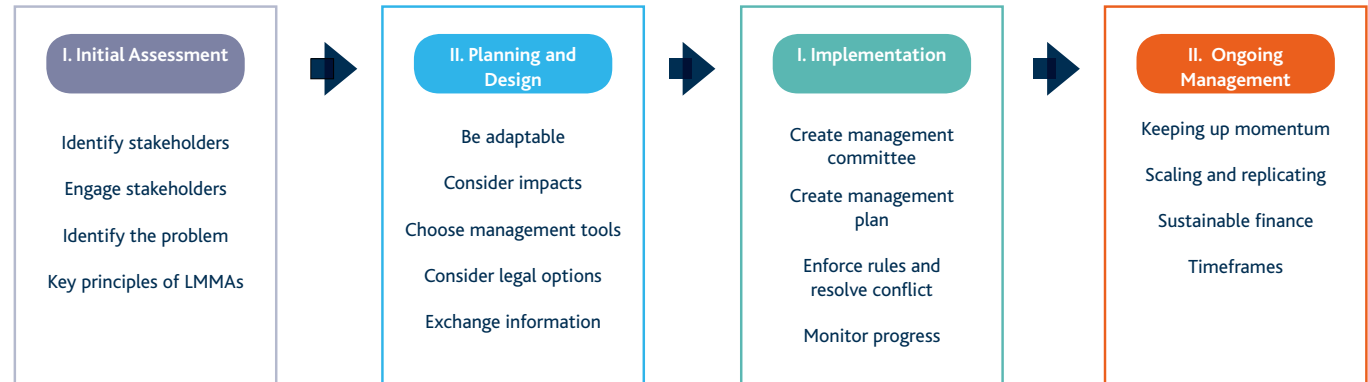 I. Initial Assessment
Identify stakeholders
Engage stakeholders
Identify the problem
Key principles of LMMAs
II. Planning and
Design
Be adaptable
Consider impacts
Choose management tools
Consider legal options
Exchange information
I. Implementation
Create management
committee
Create management
plan
Enforce rules and
resolve conflict
Monitor progress
II. Ongoing
Management
Keeping up momentum
Scaling and replicating
Sustainable finance
Timeframes